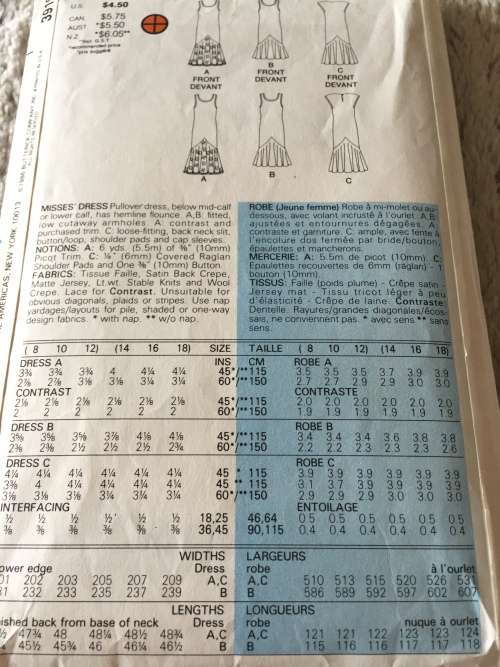 391
U.S. $4.50
CAN. $5.75
AUST. *$5.50
N.Z. *$6.05**
**Ref. G.S.T.
*recommended price
*prix suggéré
A
FRONT
DEVANT
B
FRONT
DEVANT
C
FRONT
DEVANT
A
B
C
THE AMERICAS, NEW YORK, 10013
MISSES' DRESS Pullover dress, below mid-calf
or lower calf, has hemline flounce. A,B: fitted,
low cutaway armholes. A: contrast and
purchased trim. C: loose-fitting, back neck slit,
button/loop, shoulder pads and cap sleeves.
NOTIONS: A: 6 yds. (5.5m) of ⅜" (10mm)
Picot Trim. C: ¼" (6mm) Covered Raglan
Shoulder Pads and One ⅜" (10mm) Button.
FABRICS: Tissue Faille, Satin Back Crepe,
Matte Jersey, Lt.wt. Stable Knits and Wool
Crepe. Lace for Contrast. Unsuitable for
obvious diagonals, plaids or stripes. Use nap
yardages/layouts for pile, shaded or one-way
design fabrics. * with nap. ** w/o nap.
ROBE (Jeune femme) Robe à mi-molet ou au-
dessous, avec volant incrusté à l'ourlet. A,B:
ajustées et entournures dégagées. A:
contraste et garniture. C: ample, avec fente à
l'encolure dos fermée par bride/bouton,
épaulettes et mancherons.
MERCERIE: A: 5.5m de picot (10mm). C:
Epaulettes recouvertes de 6mm (raglan) - 1
bouton (10mm).
TISSUS: Faille (poids plume) - Crêpe satin -
Jersey mat - Tissu tricot léger à peu
d'élasticité - Crêpe de laine. Contraste:
Dentelle. Rayures/grandes diagonales/écos-
sais, ne conviennent pas. * avec sens ** sans
sens.
( 8 10 12) (14 16 18) SIZE TAILLE ( 8 10 12) (14 16 18)
DRESS A INS CM ROBE A
3¾ 3¾ 3¾ 4 4¼ 4¼ 45*/** 115 3.5 3.5 3.5 3.7 3.9 3.9
2⅞ 2⅞ 3⅛ 3⅛ 3¼ 3¼ 60*/** 150 2.7 2.7 2.9 2.9 3.0 3.0
CONTRAST CONTRASTE
2⅛ 2⅛ 2⅛ 2⅛ 2⅛ 2⅛ 45*/** 115 2.0 2.0 2.0 2.0 2.0 2.0
2 2 2 2 2 2 60*/** 150 1.9 1.9 1.9 1.9 1.9 1.9
DRESS B ROBE B
3⅝ 3⅝ 3⅝ 3⅞ 4⅛ 4⅛ 45*/** 115 3.4 3.4 3.4 3.6 3.8 3.8
2⅜ 2⅜ 2½ 2½ 2½ 2¾ 60*/** 150 2.2 2.2 2.3 2.3 2.3 2.6
DRESS C ROBE C
4¼ 4¼ 4¼ 4¼ 4¼ 4¼ 45 * 115 3.9 3.9 3.9 3.9 3.9 3.9
3⅜ 4 4¼ 4¼ 4¼ 4¼ 45 ** 115 3.1 3.7 3.9 3.9 3.9 3.9
3⅛ 3⅛ 3⅛ 3¼ 3¼ 3¼ 60*/** 150 2.9 2.9 2.9 3.0 3.0 3.0
INTERFACING ENTOILAGE
½ ½ ½ ½ ½ ½ 18,25 46,64 0.5 0.5 0.5 0.5 0.5 0.5
⅜ ⅜ ⅜ ⅜ ⅜ ⅜ 36,45 90,115 0.4 0.4 0.4 0.4 0.4 0.4
WIDTHS LARGEURS
ower edge Dress robe à l'ourlet
01 202 203 205 207 209 A,C A,C 510 513 515 520 526 531
31 232 233 235 237 239 B B 586 589 592 597 602 607
LENGTHS LONGUEURS
ished back from base of neck Dress robe nuque à ourlet
½ 47¾ 48 48¼ 48½ 48¾ A,C A,C 121 121 122 123 123 124
45½ 45¾ 46 46¼ 46½ B B 115 116 116 117 117 118